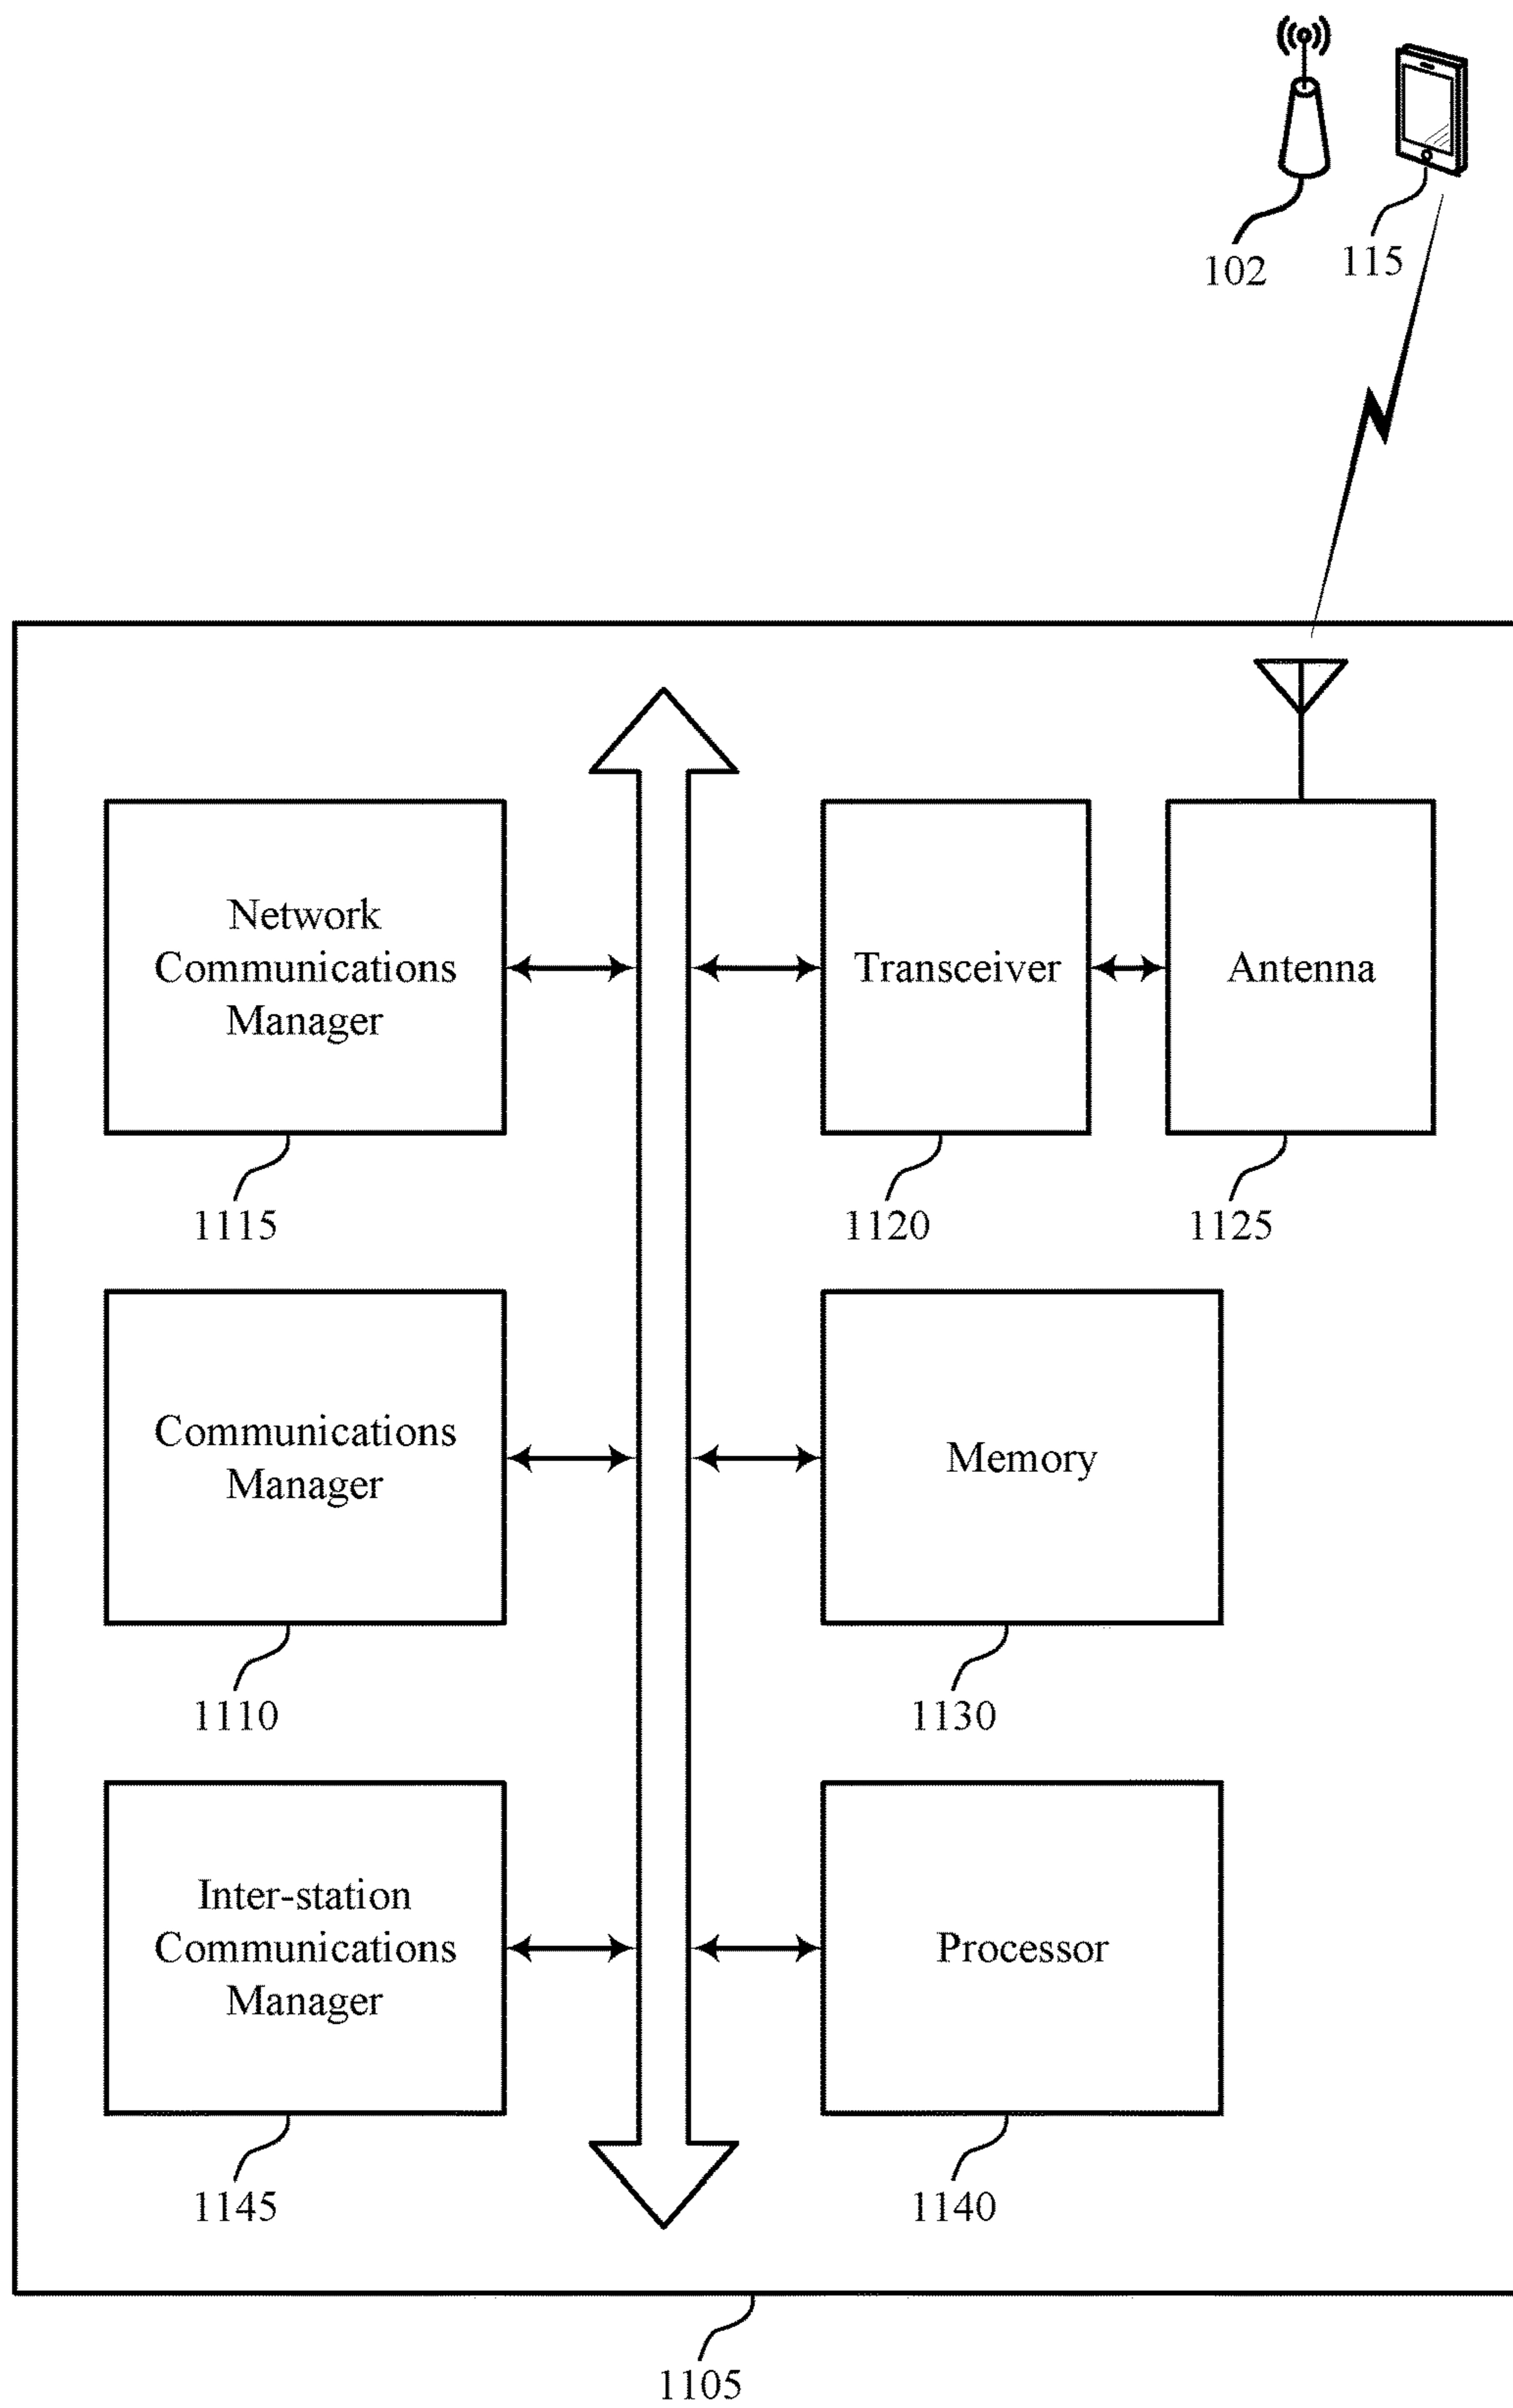 102
115
Network
Communications
Manager
Transceiver
Antenna
1115
1120
1125
Communications
Manager
Memory
1110
1130
Inter-station
Communications
Manager
Processor
1145
1140
1105